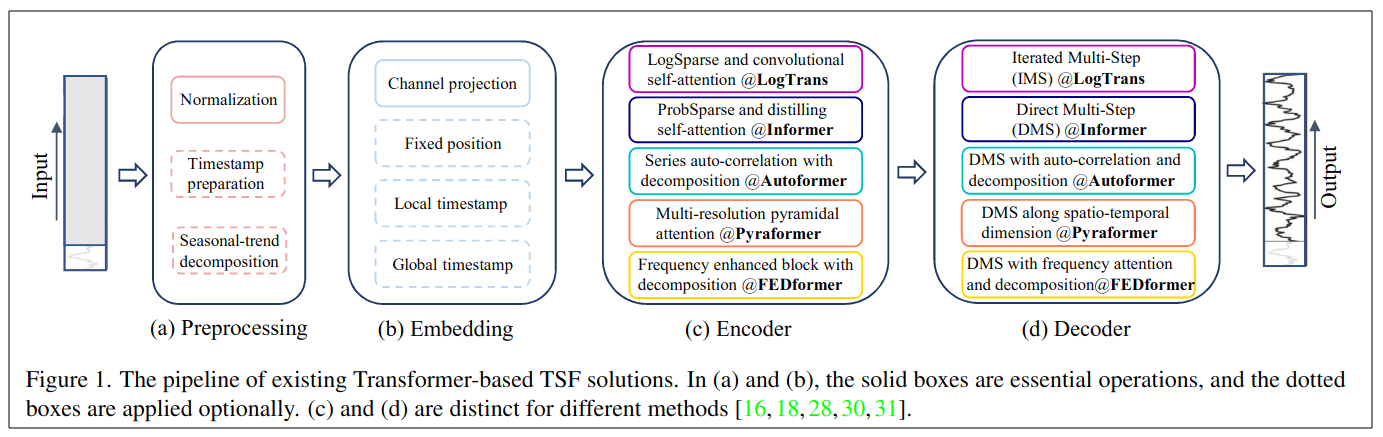 Input
Normalization
Timestamp
preparation
Seasonal-trend
decomposition
(a) Preprocessing
Channel projection
Fixed position
Local timestamp
Global timestamp
(b) Embedding
LogSparse and convolutional
self-attention @LogTrans
ProbSparse and distilling
self-attention @Informer
Series auto-correlation with
decomposition @Autoformer
Multi-resolution pyramidal
attention @Pyraformer
Frequency enhanced block with
decomposition @FEDformer
(c) Encoder
Iterated Multi-Step
(IMS) @LogTrans
Direct Multi-Step
(DMS) @Informer
DMS with auto-correlation and
decomposition @Autoformer
DMS along spatio-temporal
dimension @Pyraformer
DMS with frequency attention
and decomposition@FEDformer
(d) Decoder
Output
Figure 1. The pipeline of existing Transformer-based TSF solutions. In (a) and (b), the solid boxes are essential operations, and the dotted
boxes are applied optionally. (c) and (d) are distinct for different methods [16, 18, 28, 30, 31].